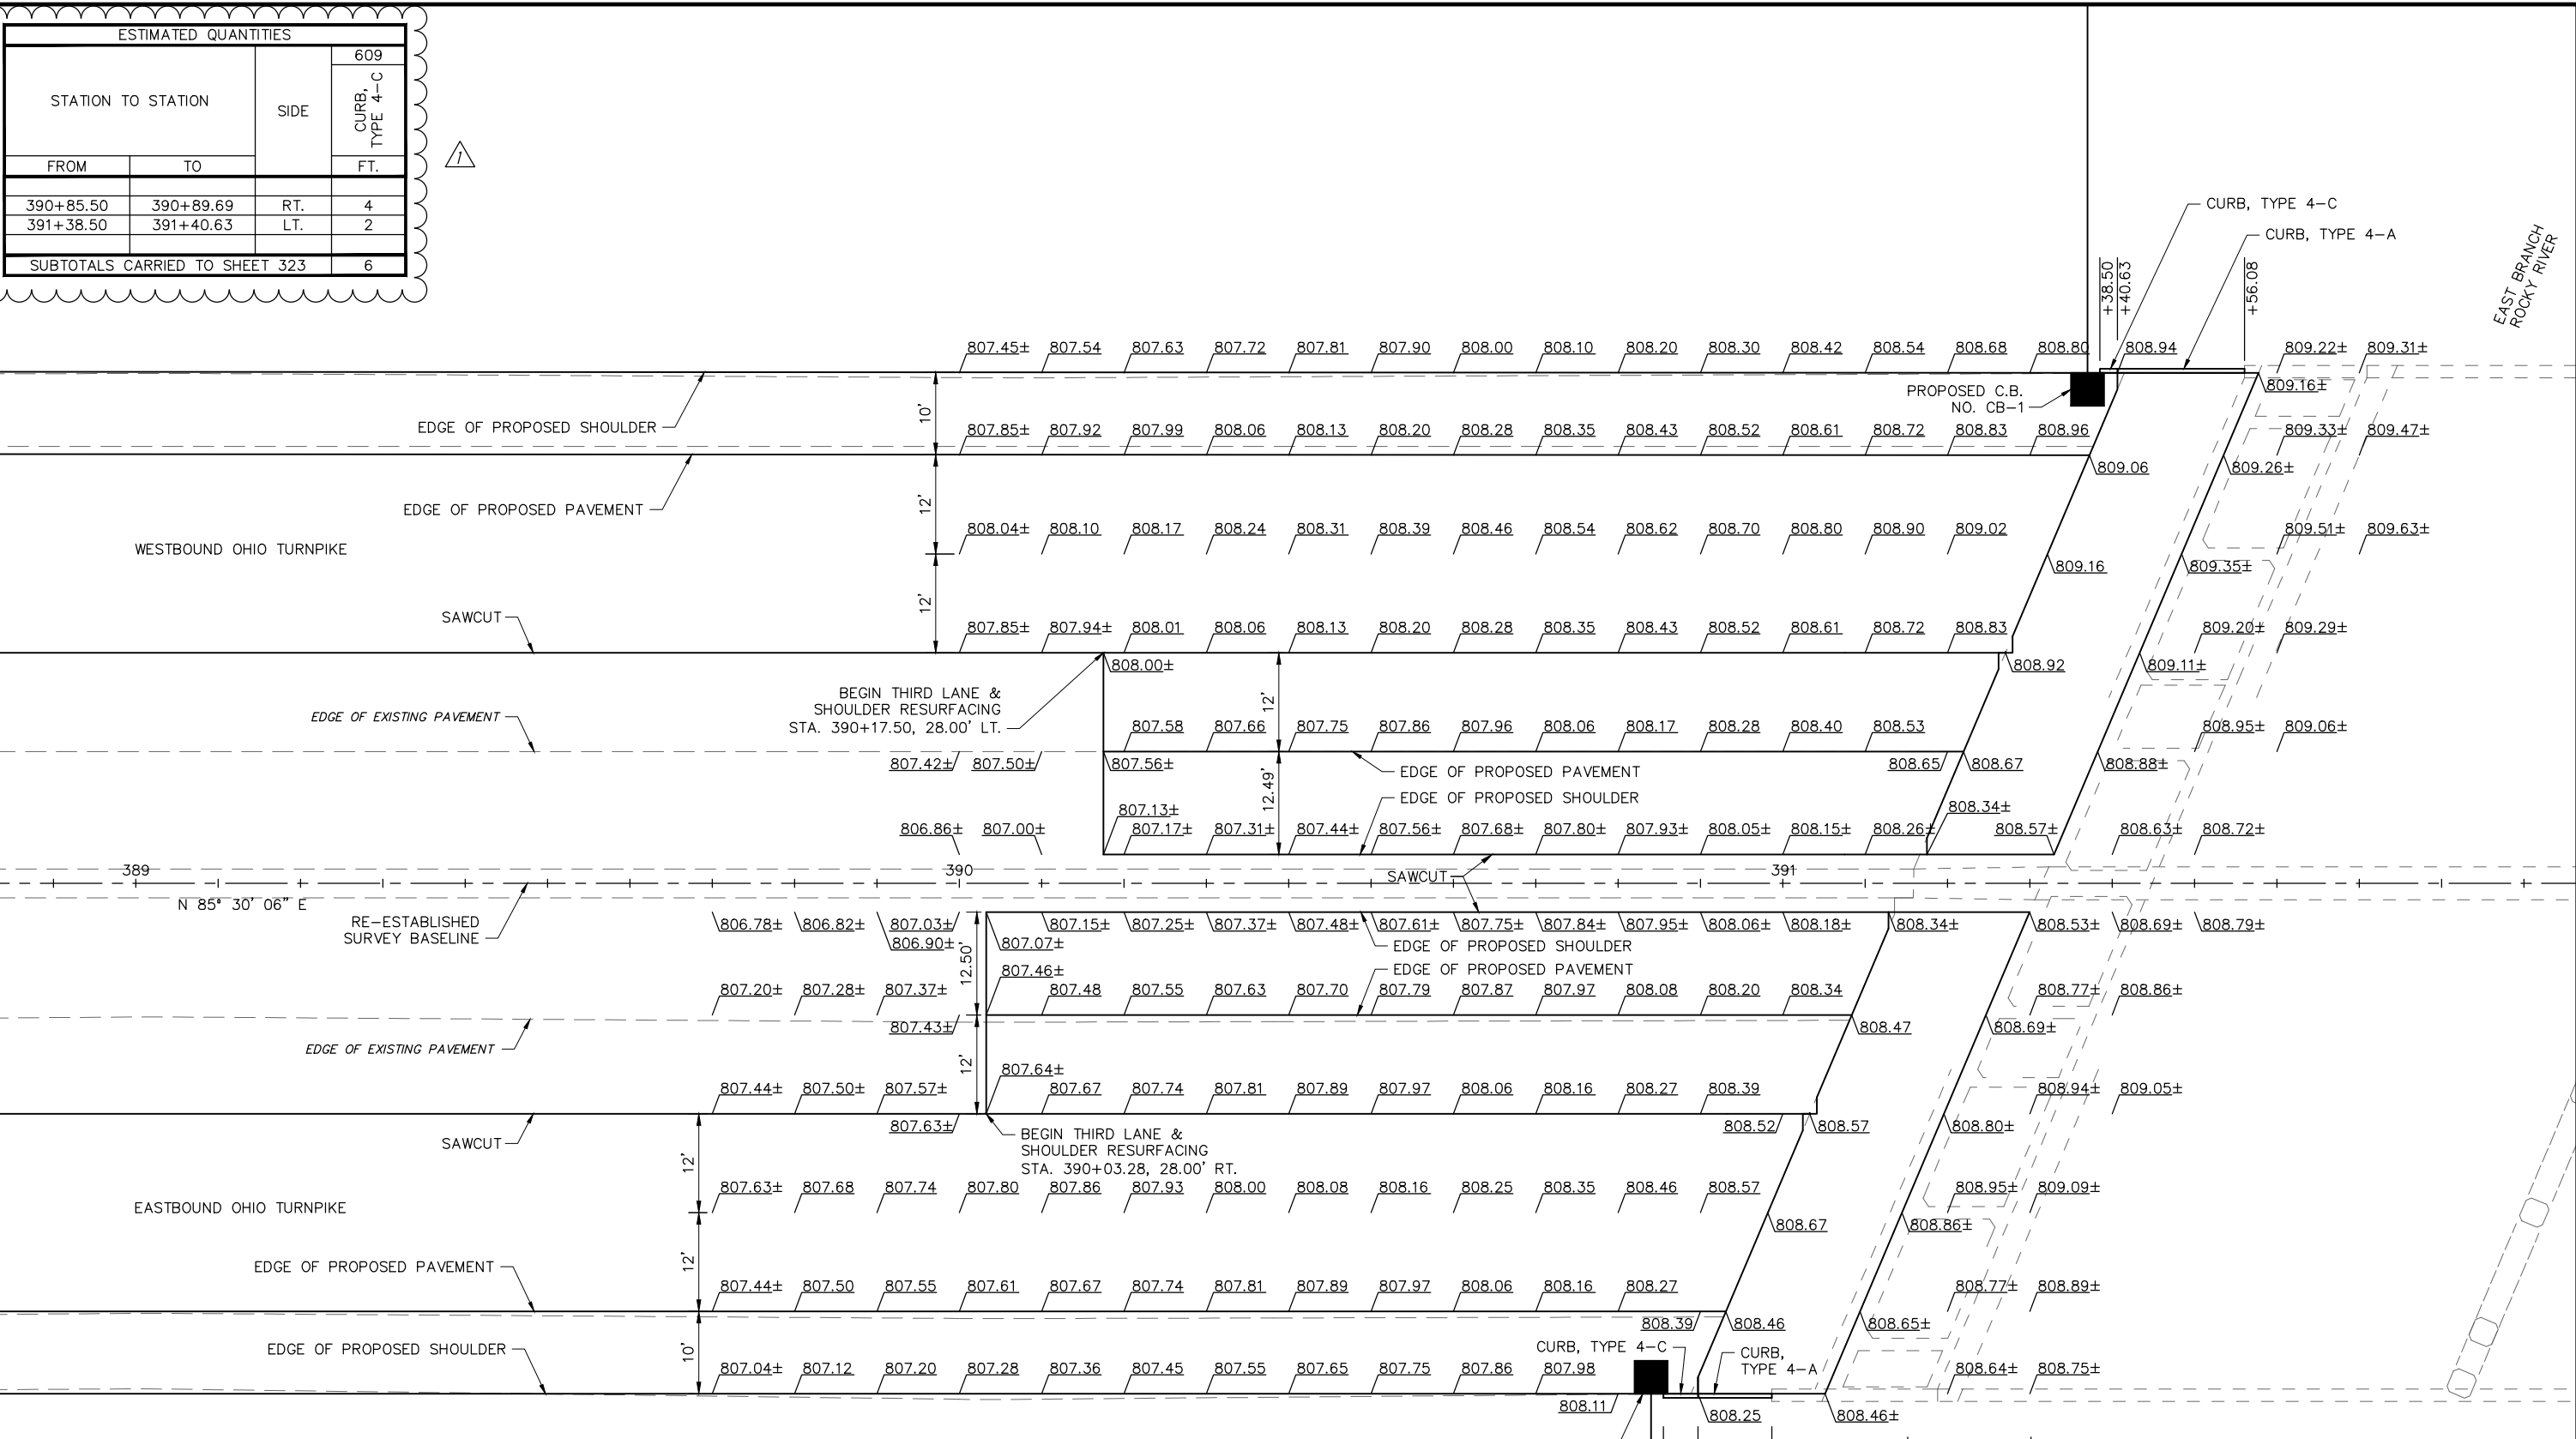 ESTIMATED QUANTITIES
STATION TO STATION
SIDE
609
CURB,
TYPE 4-C
FROM TO FT.
390+85.50 390+89.69 RT. 4
391+38.50 391+40.63 LT. 2
SUBTOTALS CARRIED TO SHEET 323 6
1
CURB, TYPE 4-C
CURB, TYPE 4-A
+38.50
+40.63
+56.08
EAST BRANCH
ROCKY RIVER
807.45± 807.54 807.63 807.72 807.81 807.90 808.00 808.10 808.20 808.30 808.42 808.54 808.68 808.80 808.94 809.22± 809.31±
809.16±
PROPOSED C.B.
NO. CB-1
10'
EDGE OF PROPOSED SHOULDER
807.85± 807.92 807.99 808.06 808.13 808.20 808.28 808.35 808.43 808.52 808.61 808.72 808.83 808.96 809.33± 809.47±
809.06 809.26±
EDGE OF PROPOSED PAVEMENT
12'
808.04± 808.10 808.17 808.24 808.31 808.39 808.46 808.54 808.62 808.70 808.80 808.90 809.02 809.51± 809.63±
WESTBOUND OHIO TURNPIKE
809.16 809.35±
12'
SAWCUT
807.85± 807.94± 808.01 808.06 808.13 808.20 808.28 808.35 808.43 808.52 808.61 808.72 808.83 809.20± 809.29±
808.00± 808.92 809.11±
BEGIN THIRD LANE &
SHOULDER RESURFACING
STA. 390+17.50, 28.00' LT.
12'
EDGE OF EXISTING PAVEMENT
807.58 807.66 807.75 807.86 807.96 808.06 808.17 808.28 808.40 808.53 808.95± 809.06±
807.42± 807.50± 807.56± 808.65 808.67 808.88±
EDGE OF PROPOSED PAVEMENT
12.49'
EDGE OF PROPOSED SHOULDER
807.13± 808.34±
806.86± 807.00± 807.17± 807.31± 807.44± 807.56± 807.68± 807.80± 807.93± 808.05± 808.15± 808.26± 808.57± 808.63± 808.72±
389 390 391
SAWCUT
N 85° 30' 06" E
RE-ESTABLISHED
SURVEY BASELINE
806.78± 806.82± 807.03± 807.15± 807.25± 807.37± 807.48± 807.61± 807.75± 807.84± 807.95± 808.06± 808.18± 808.34± 808.53± 808.69± 808.79±
806.90± 807.07±
EDGE OF PROPOSED SHOULDER
12.50'
807.46±
EDGE OF PROPOSED PAVEMENT
807.20± 807.28± 807.37± 807.48 807.55 807.63 807.70 807.79 807.87 807.97 808.08 808.20 808.34 808.77± 808.86±
807.43± 808.47 808.69±
EDGE OF EXISTING PAVEMENT
12'
807.64±
807.44± 807.50± 807.57± 807.67 807.74 807.81 807.89 807.97 808.06 808.16 808.27 808.39 808.94± 809.05±
807.63± 808.52 808.57 808.80±
SAWCUT
BEGIN THIRD LANE &
SHOULDER RESURFACING
STA. 390+03.28, 28.00' RT.
12'
807.63± 807.68 807.74 807.80 807.86 807.93 808.00 808.08 808.16 808.25 808.35 808.46 808.57 808.95± 809.09±
EASTBOUND OHIO TURNPIKE
808.67 808.86±
12'
EDGE OF PROPOSED PAVEMENT
807.44± 807.50 807.55 807.61 807.67 807.74 807.81 807.89 807.97 808.06 808.16 808.27 808.77± 808.89±
808.39 808.46 808.65±
10'
EDGE OF PROPOSED SHOULDER
CURB, TYPE 4-C
CURB,
TYPE 4-A
807.04± 807.12 807.20 807.28 807.36 807.45 807.55 807.65 807.75 807.86 807.98 808.64± 808.75±
808.11 808.25 808.46±